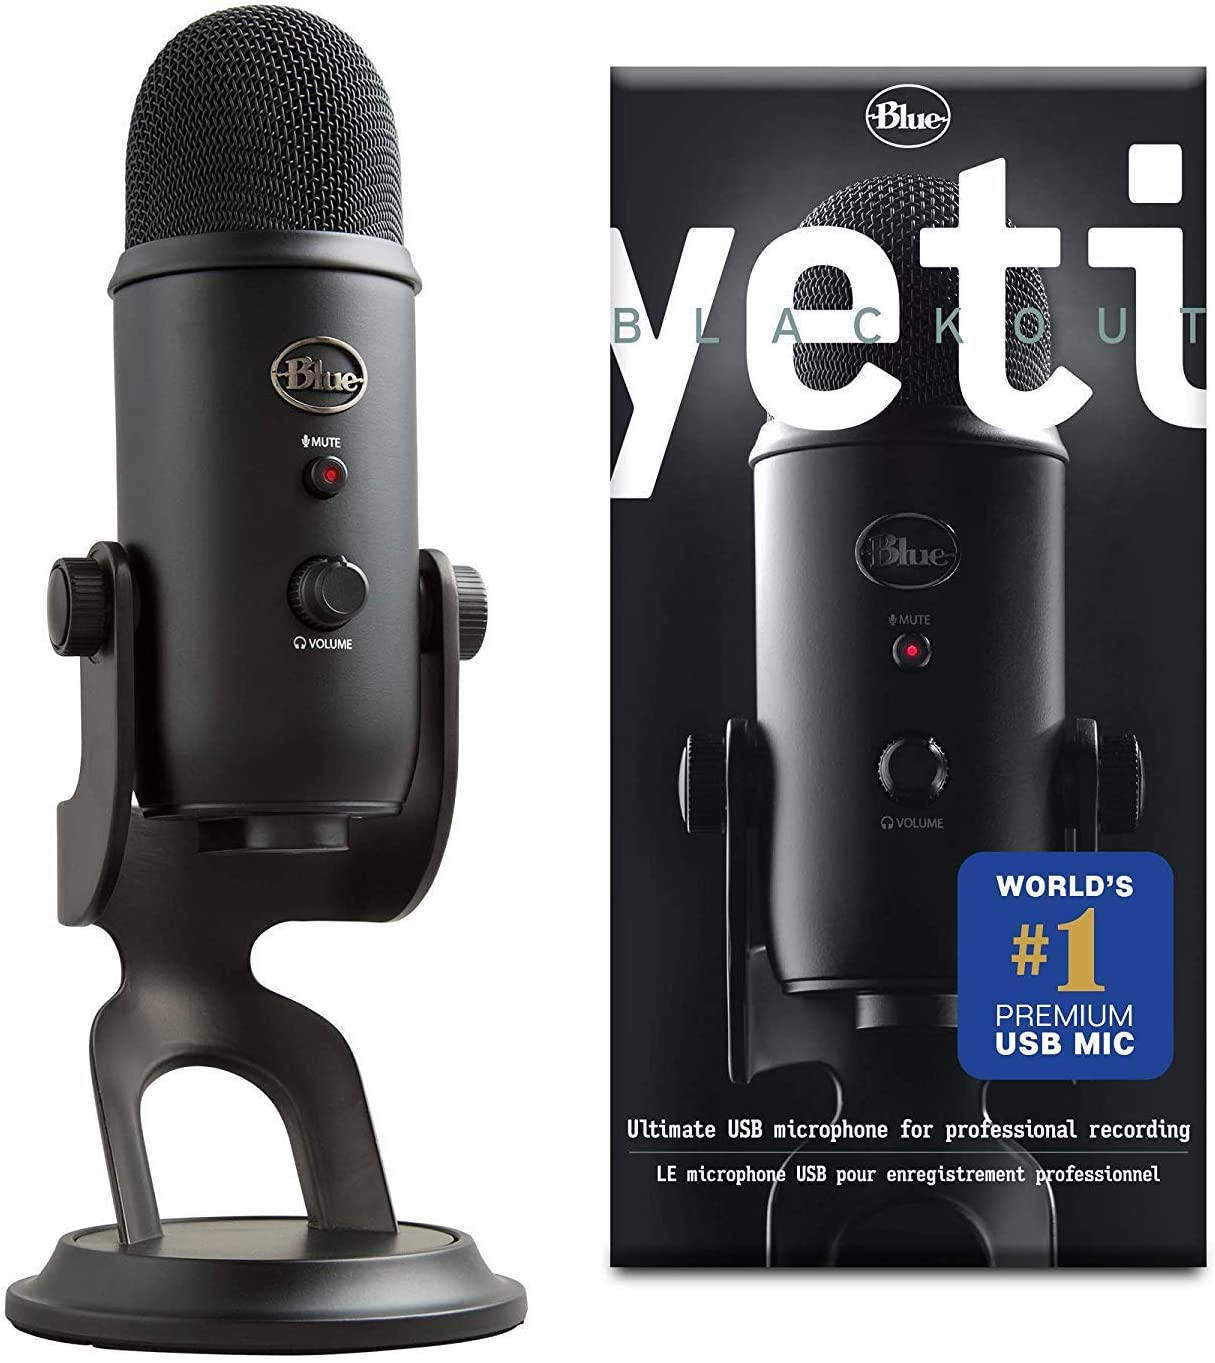 Blue
MUTE
VOLUME
Blue
yeti
BLACKOUT
Blue
MUTE
VOLUME
WORLD'S
#1
PREMIUM
USB MIC
Ultimate USB microphone for professional recording
LE microphone USB pour enregistrement professionnel